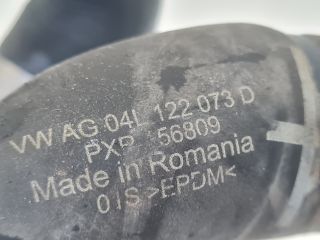 VW AG 04L 122 073 D
PXP 56809
Made in Romania
01S >EPDM<